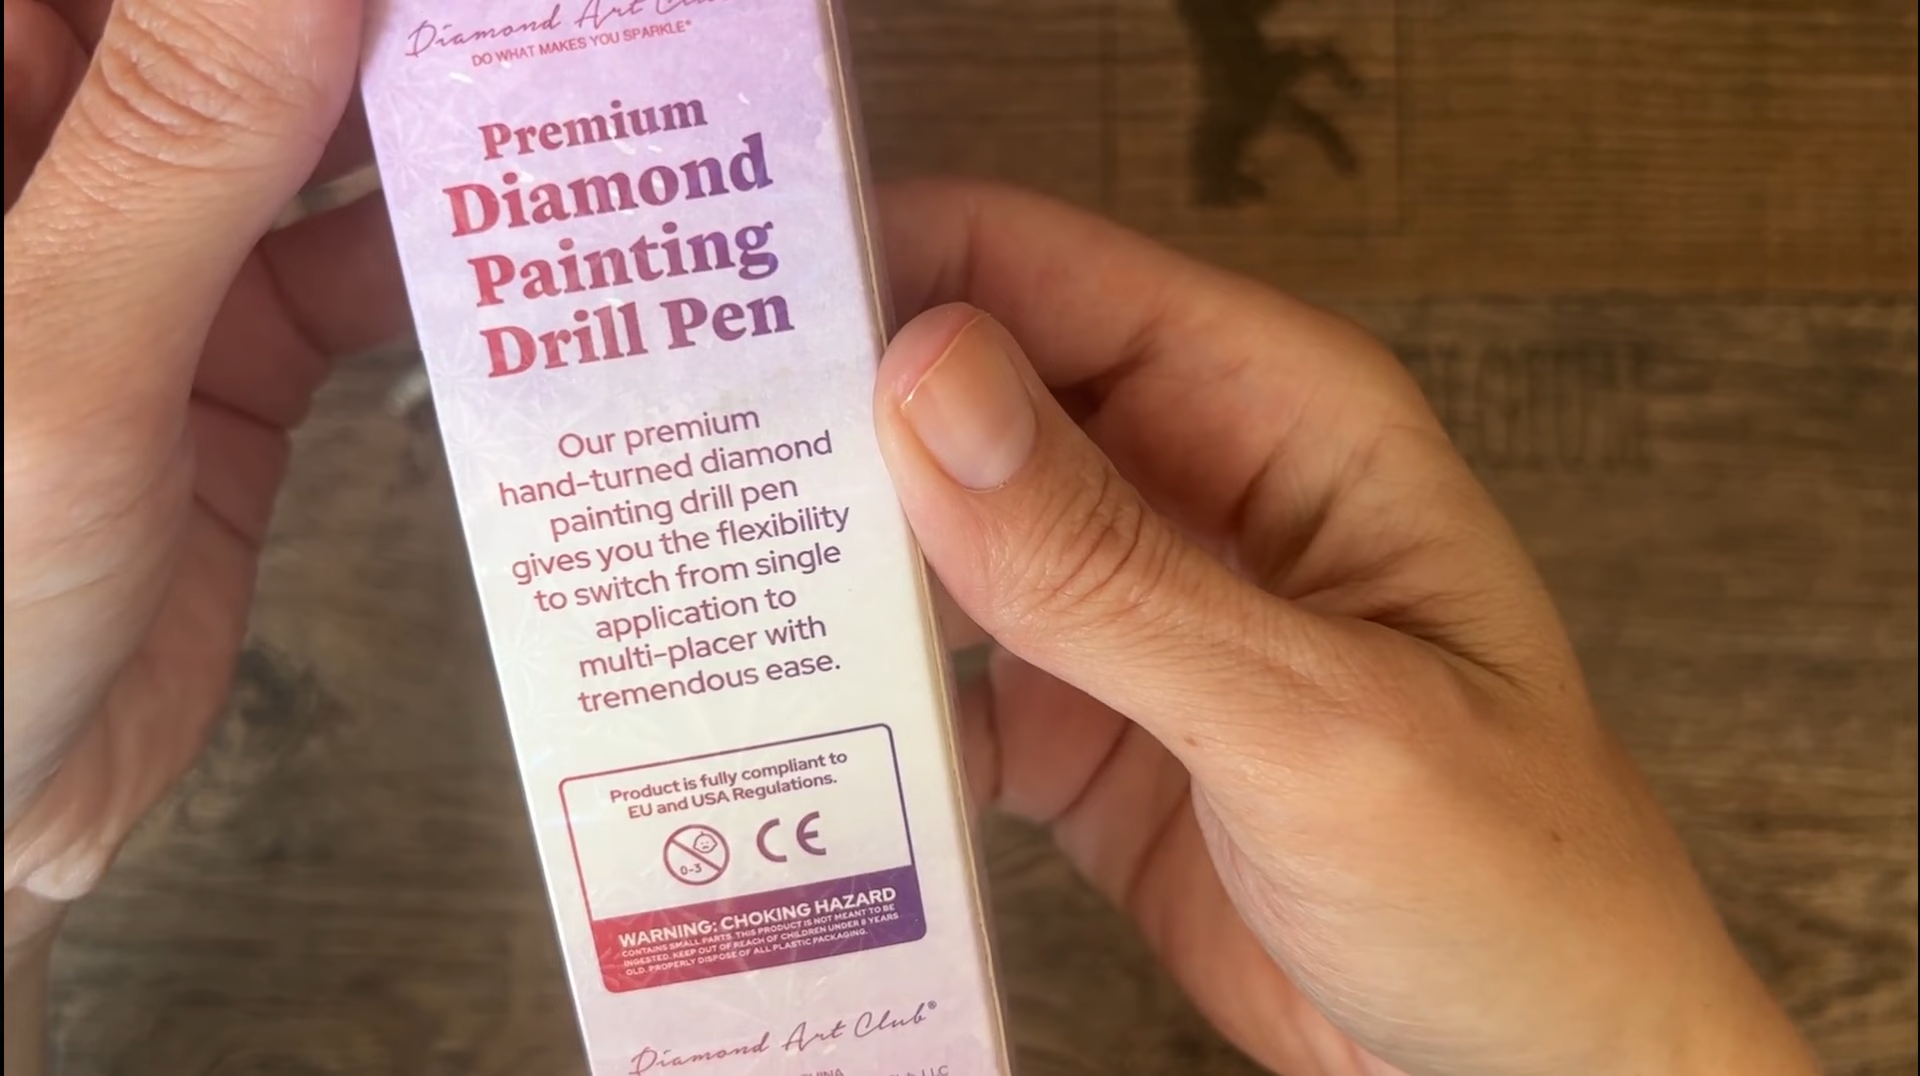 Diamond Art Club
DO WHAT MAKES YOU SPARKLE®
Premium
Diamond
Painting
Drill Pen
Our premium
hand-turned diamond
painting drill pen
gives you the flexibility
to switch from single
application to
multi-placer with
tremendous ease.
Product is fully compliant to
EU and USA Regulations.
0-3 CE
WARNING: CHOKING HAZARD
CONTAINS SMALL PARTS. THIS PRODUCT IS NOT MEANT TO BE
INGESTED. KEEP OUT OF REACH OF CHILDREN UNDER 8 YEARS
OLD. PROPERLY DISPOSE OF ALL PLASTIC PACKAGING.
Diamond Art Club®
LLC